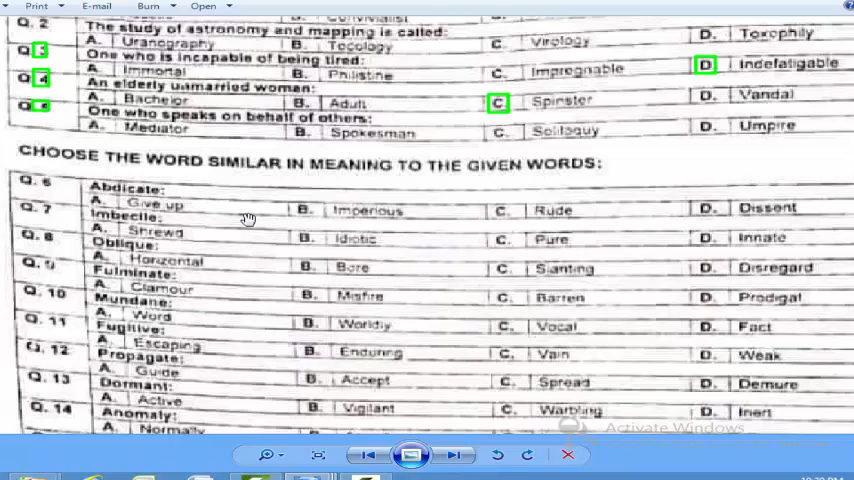 Print E-mail Burn Open
Q. 2 The study of astronomy and mapping is called: D. Toxophily
A. Uranography B. Tocology C. Virology
Q. 3 One who is incapable of being tired: D Indefatigable
A. Immortal B. Philistine C. Impregnable
Q. 4 An elderly unmarried woman:
A. Bachelor B. Adult C. Spinster D. Vandal
Q. 5 One who speaks on behalf of others:
A. Mediator B. Spokesman C. Soliloquy D. Umpire
CHOOSE THE WORD SIMILAR IN MEANING TO THE GIVEN WORDS:
Q. 6 Abdicate:
A. Give up B. Imperious C. Rude D. Dissent
Q. 7 Imbecile:
A. Shrewd B. Idiotic C. Pure D. Innate
Q. 8 Oblique:
A. Horizontal B. Bore C. Slanting D. Disregard
Q. 9 Fulminate:
A. Clamour B. Misfire C. Barren D. Prodigal
Q. 10 Mundane:
A. Word B. Worldly C. Vocal D. Fact
Q. 11 Fugitive:
A. Escaping B. Enduring C. Vain D. Weak
Q. 12 Propagate:
A. Guide B. Accept C. Spread D. Demure
Q. 13 Dormant:
A. Active B. Vigilant C. Warbling D. Inert
Q. 14 Anomaly:
A. Normally
Activate Windows